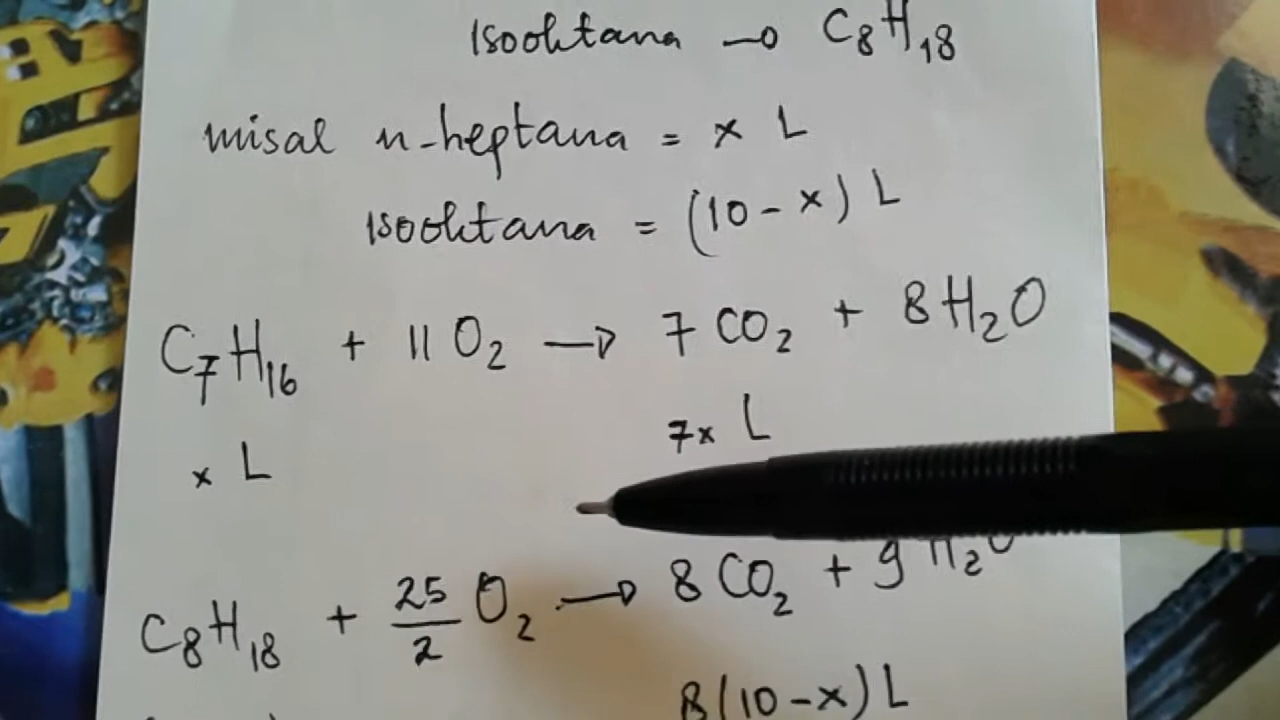 Isooktana → C₈H₁₈
misal n-heptana = x L
Isooktana = (10 - x) L
C₇H₁₆ + 11 O₂ → 7 CO₂ + 8 H₂O
x L 7x L
C₈H₁₈ + 25/2 O₂ → 8 CO₂ + 9 H₂O
8(10-x) L